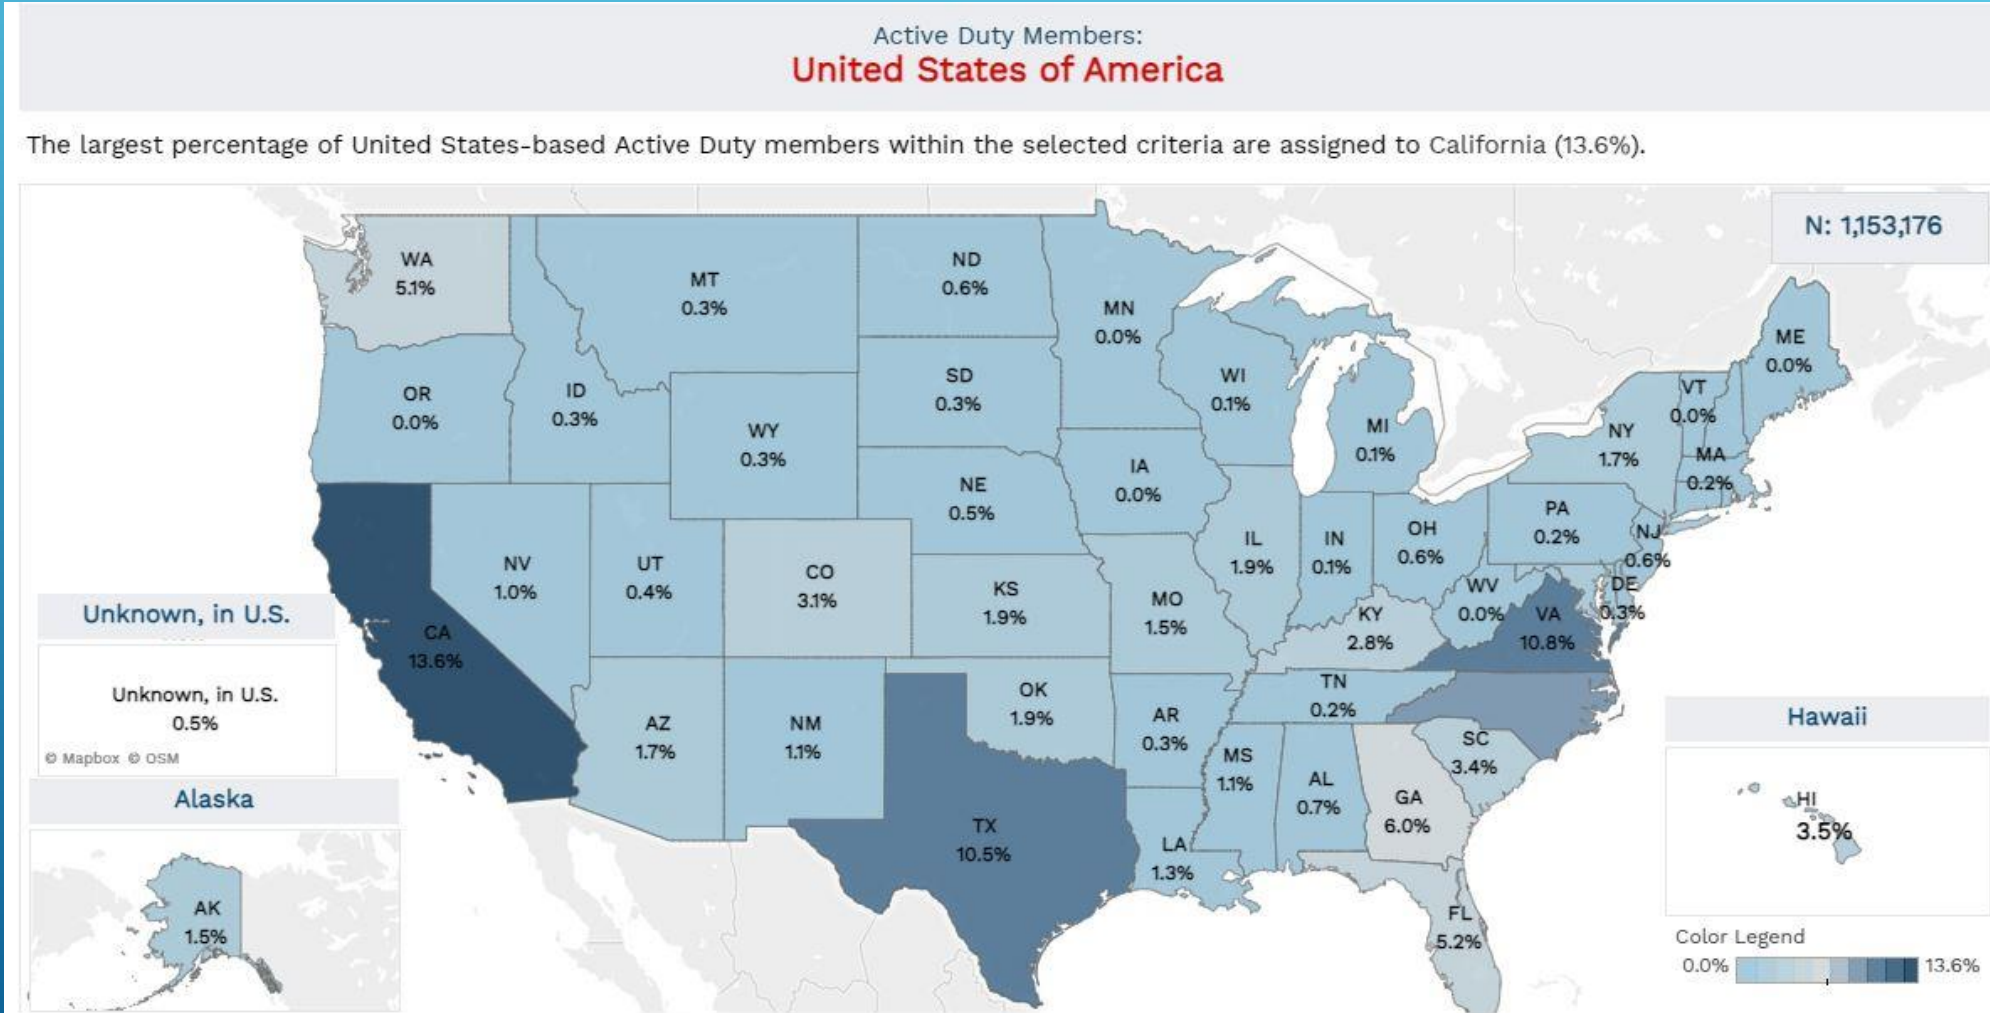 Active Duty Members:
United States of America
The largest percentage of United States-based Active Duty members within the selected criteria are assigned to California (13.6%).
N: 1,153,176
WA
5.1%
MT
0.3%
ND
0.6%
MN
0.0%
ME
0.0%
OR
0.0%
ID
0.3%
SD
0.3%
WI
0.1%
VT
0.0%
WY
0.3%
MI
0.1%
NY
1.7%
MA
0.2%
IA
0.0%
NE
0.5%
PA
0.2%
NJ
0.6%
NV
1.0%
UT
0.4%
CO
3.1%
KS
1.9%
IL
1.9%
IN
0.1%
OH
0.6%
WV
0.0%
DE
0.3%
VA
10.8%
MO
1.5%
KY
2.8%
CA
13.6%
AZ
1.7%
NM
1.1%
OK
1.9%
AR
0.3%
TN
0.2%
SC
3.4%
MS
1.1%
AL
0.7%
GA
6.0%
TX
10.5%
LA
1.3%
FL
5.2%
Unknown, in U.S.
Unknown, in U.S.
0.5%
© Mapbox © OSM
Alaska
AK
1.5%
Hawaii
HI
3.5%
Color Legend
0.0% 13.6%